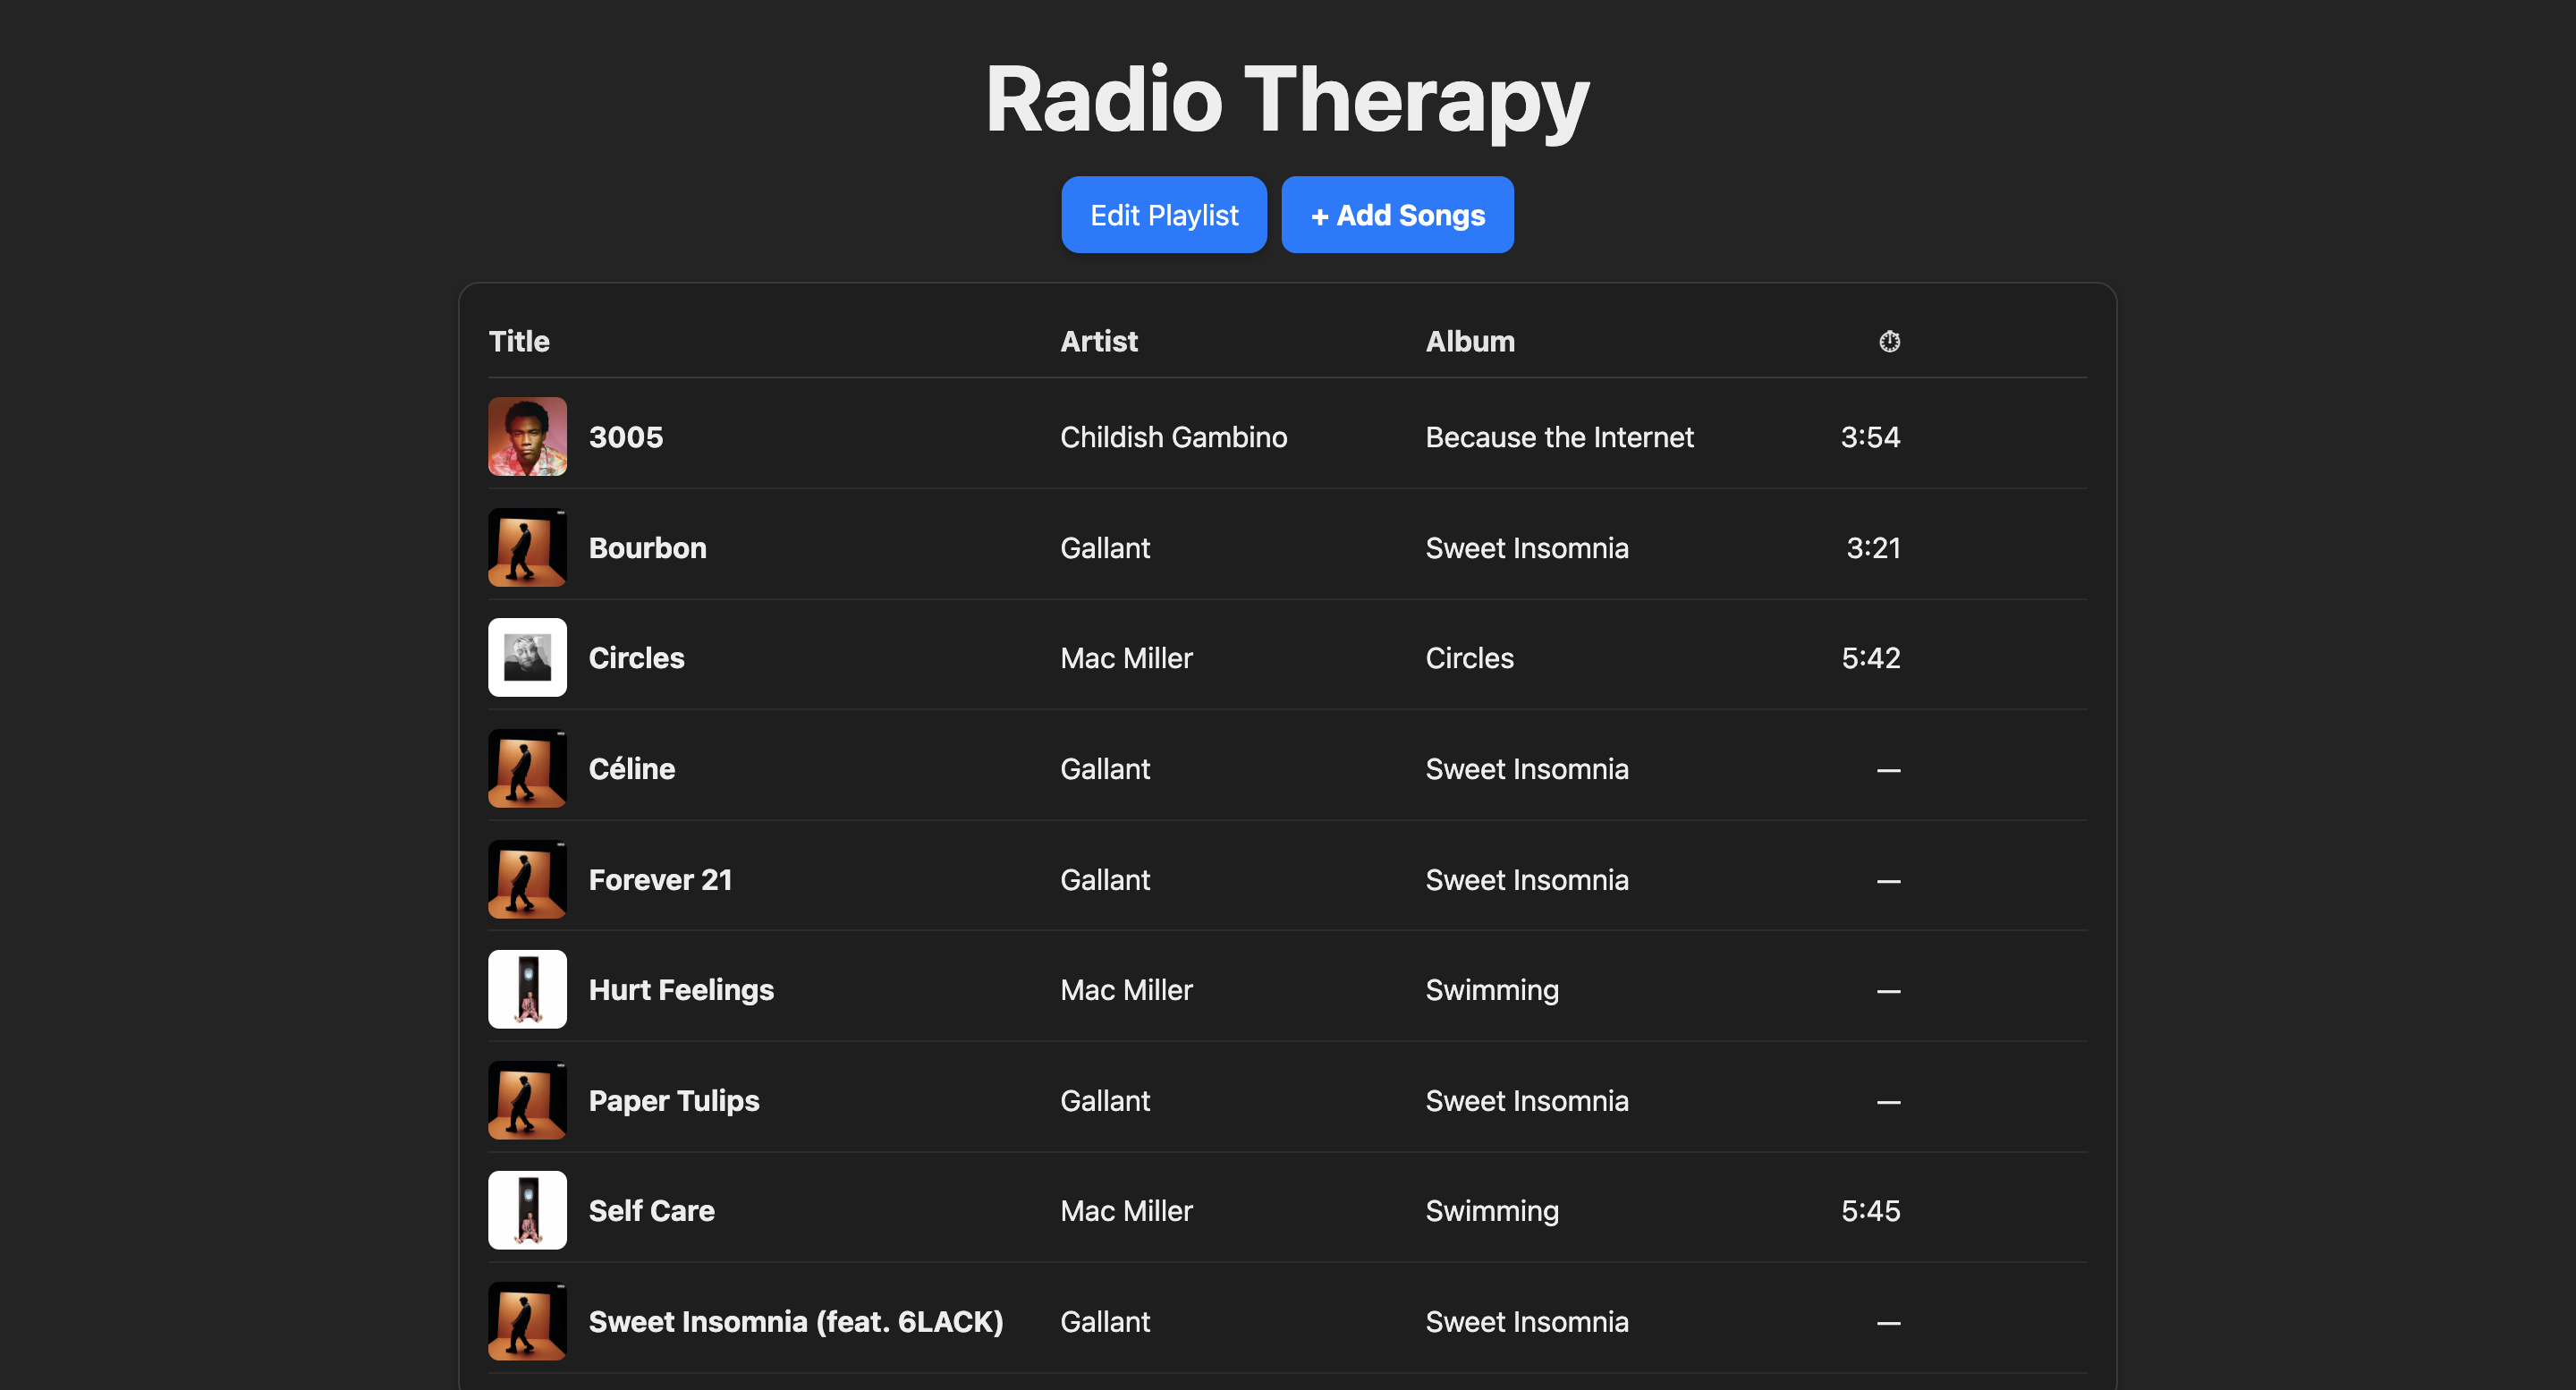 Radio Therapy
Edit Playlist + Add Songs
Title Artist Album ⏱
3005 Childish Gambino Because the Internet 3:54
Bourbon Gallant Sweet Insomnia 3:21
Circles Mac Miller Circles 5:42
Céline Gallant Sweet Insomnia —
Forever 21 Gallant Sweet Insomnia —
Hurt Feelings Mac Miller Swimming —
Paper Tulips Gallant Sweet Insomnia —
Self Care Mac Miller Swimming 5:45
Sweet Insomnia (feat. 6LACK) Gallant Sweet Insomnia —